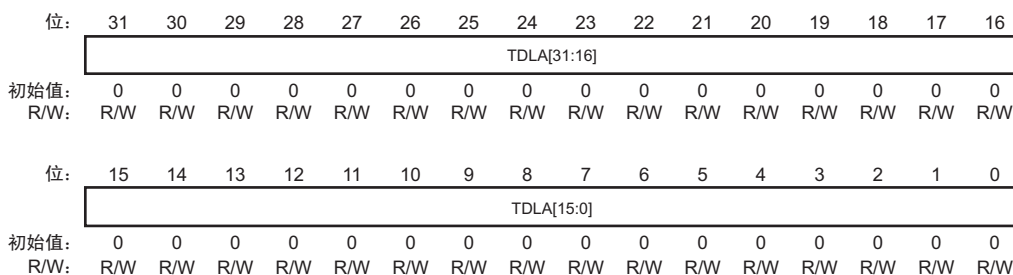 位： 31 30 29 28 27 26 25 24 23 22 21 20 19 18 17 16
TDLA[31:16]
初始值： 0 0 0 0 0 0 0 0 0 0 0 0 0 0 0 0
R/W： R/W R/W R/W R/W R/W R/W R/W R/W R/W R/W R/W R/W R/W R/W R/W R/W
位： 15 14 13 12 11 10 9 8 7 6 5 4 3 2 1 0
TDLA[15:0]
初始值： 0 0 0 0 0 0 0 0 0 0 0 0 0 0 0 0
R/W： R/W R/W R/W R/W R/W R/W R/W R/W R/W R/W R/W R/W R/W R/W R/W R/W